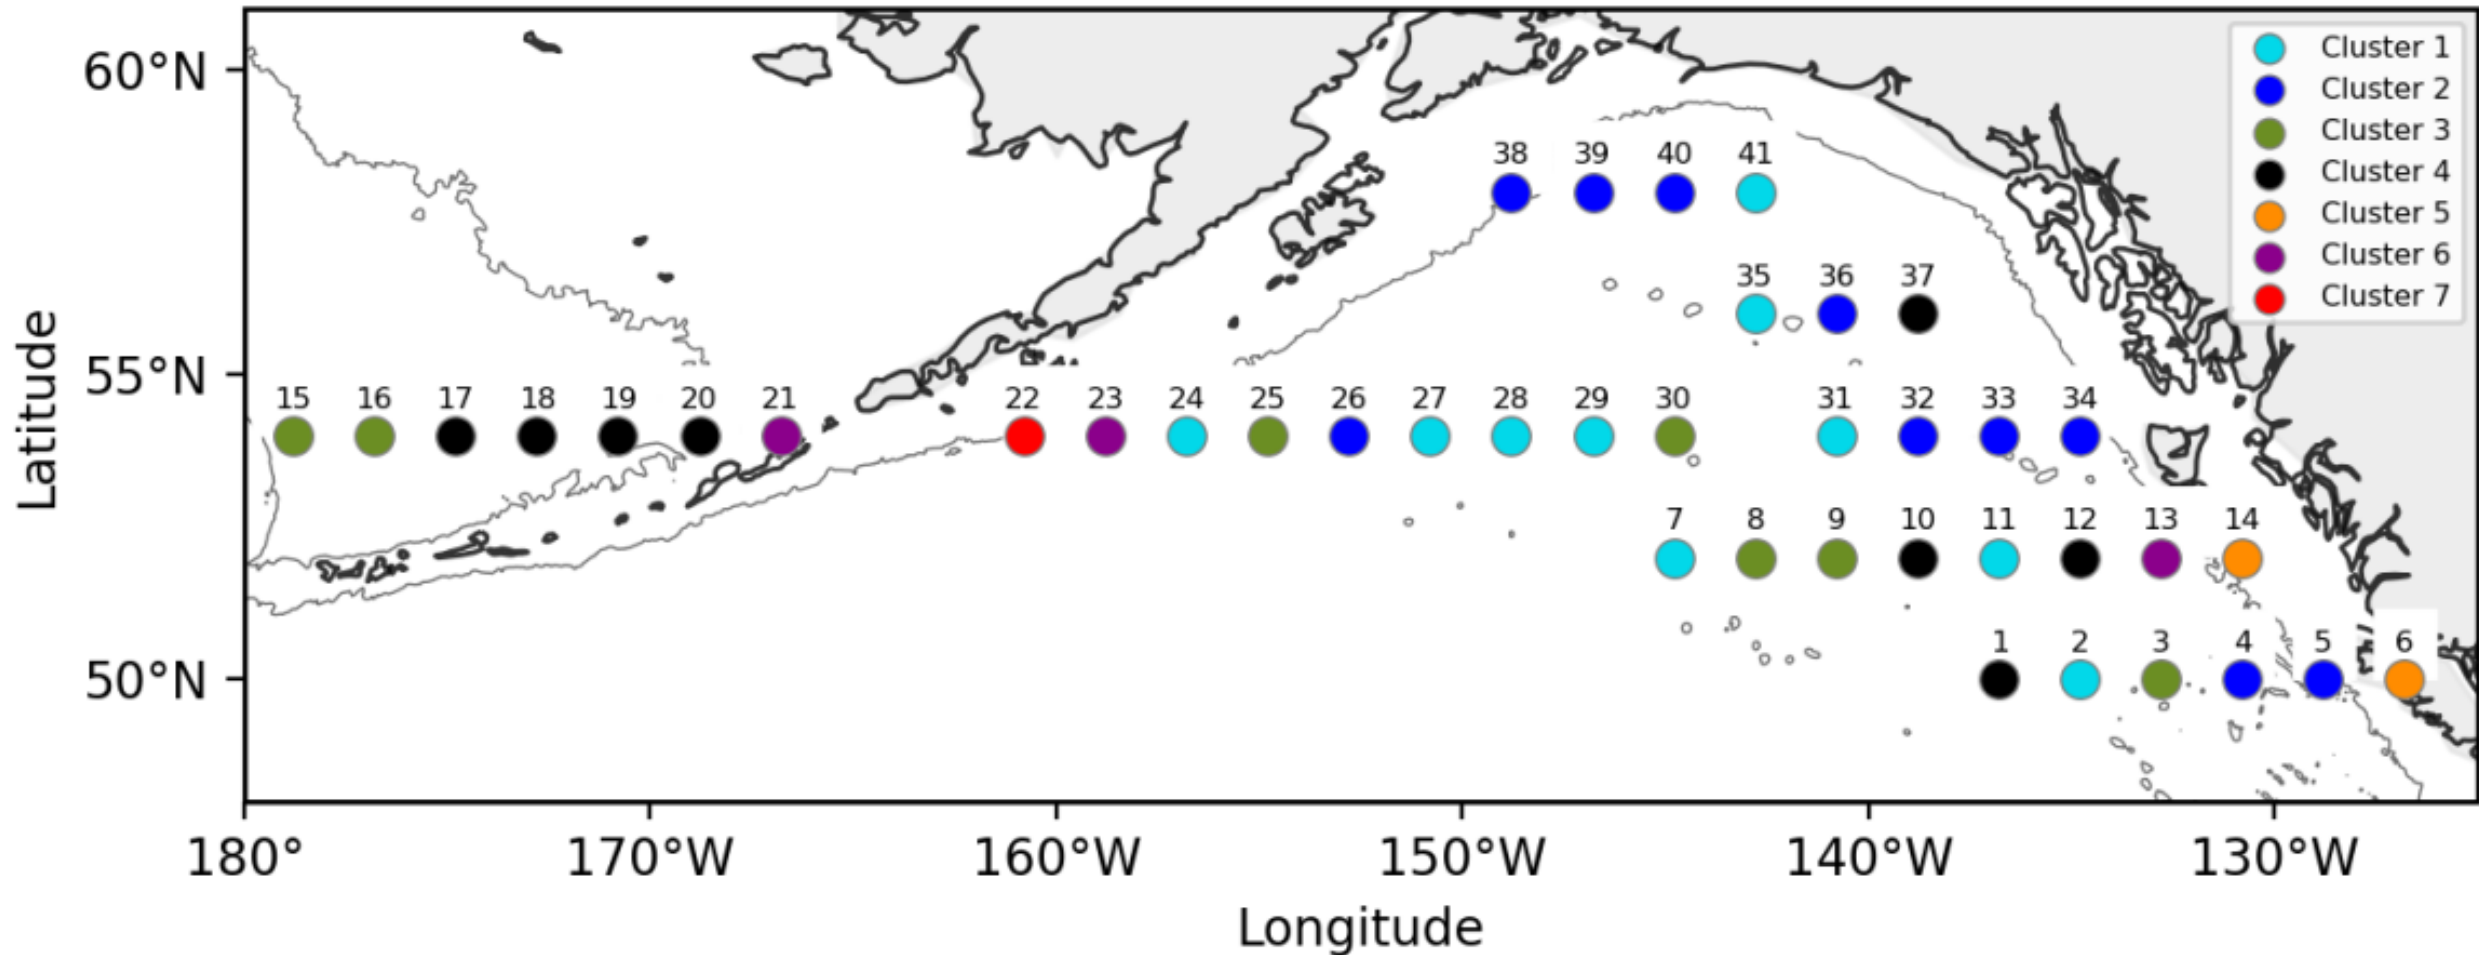 60°N
55°N
50°N
Latitude
Cluster 1
Cluster 2
Cluster 3
Cluster 4
Cluster 5
Cluster 6
Cluster 7
38 39 40 41
35 36 37
15 16 17 18 19 20 21 22 23 24 25 26 27 28 29 30 31 32 33 34
7 8 9 10 11 12 13 14
1 2 3 4 5 6
180° 170°W 160°W 150°W 140°W 130°W
Longitude